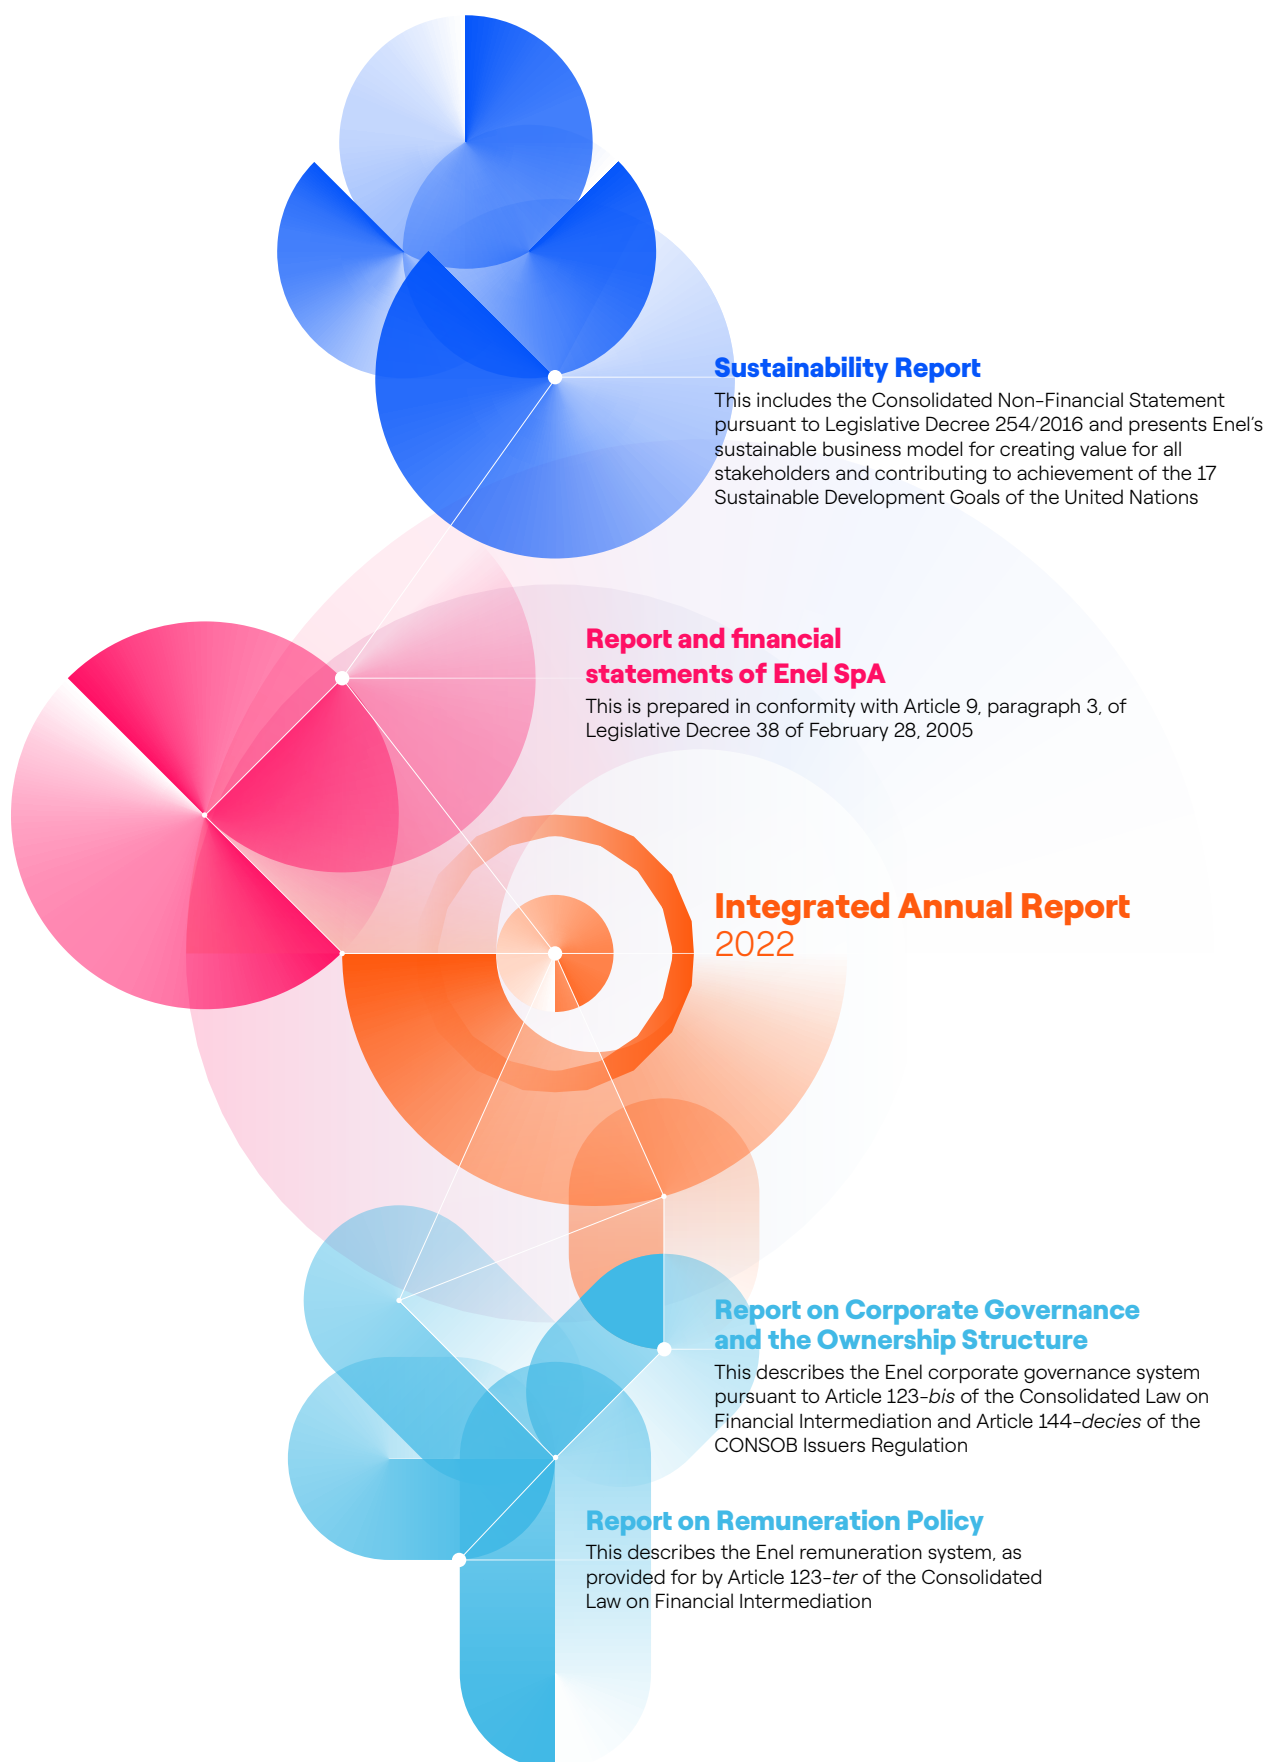 Sustainability Report
This includes the Consolidated Non-Financial Statement
pursuant to Legislative Decree 254/2016 and presents Enel's
sustainable business model for creating value for all
stakeholders and contributing to achievement of the 17
Sustainable Development Goals of the United Nations
Report and financial
statements of Enel SpA
This is prepared in conformity with Article 9, paragraph 3, of
Legislative Decree 38 of February 28, 2005
Integrated Annual Report
2022
Report on Corporate Governance
and the Ownership Structure
This describes the Enel corporate governance system
pursuant to Article 123-bis of the Consolidated Law on
Financial Intermediation and Article 144-decies of the
CONSOB Issuers Regulation
Report on Remuneration Policy
This describes the Enel remuneration system, as
provided for by Article 123-ter of the Consolidated
Law on Financial Intermediation